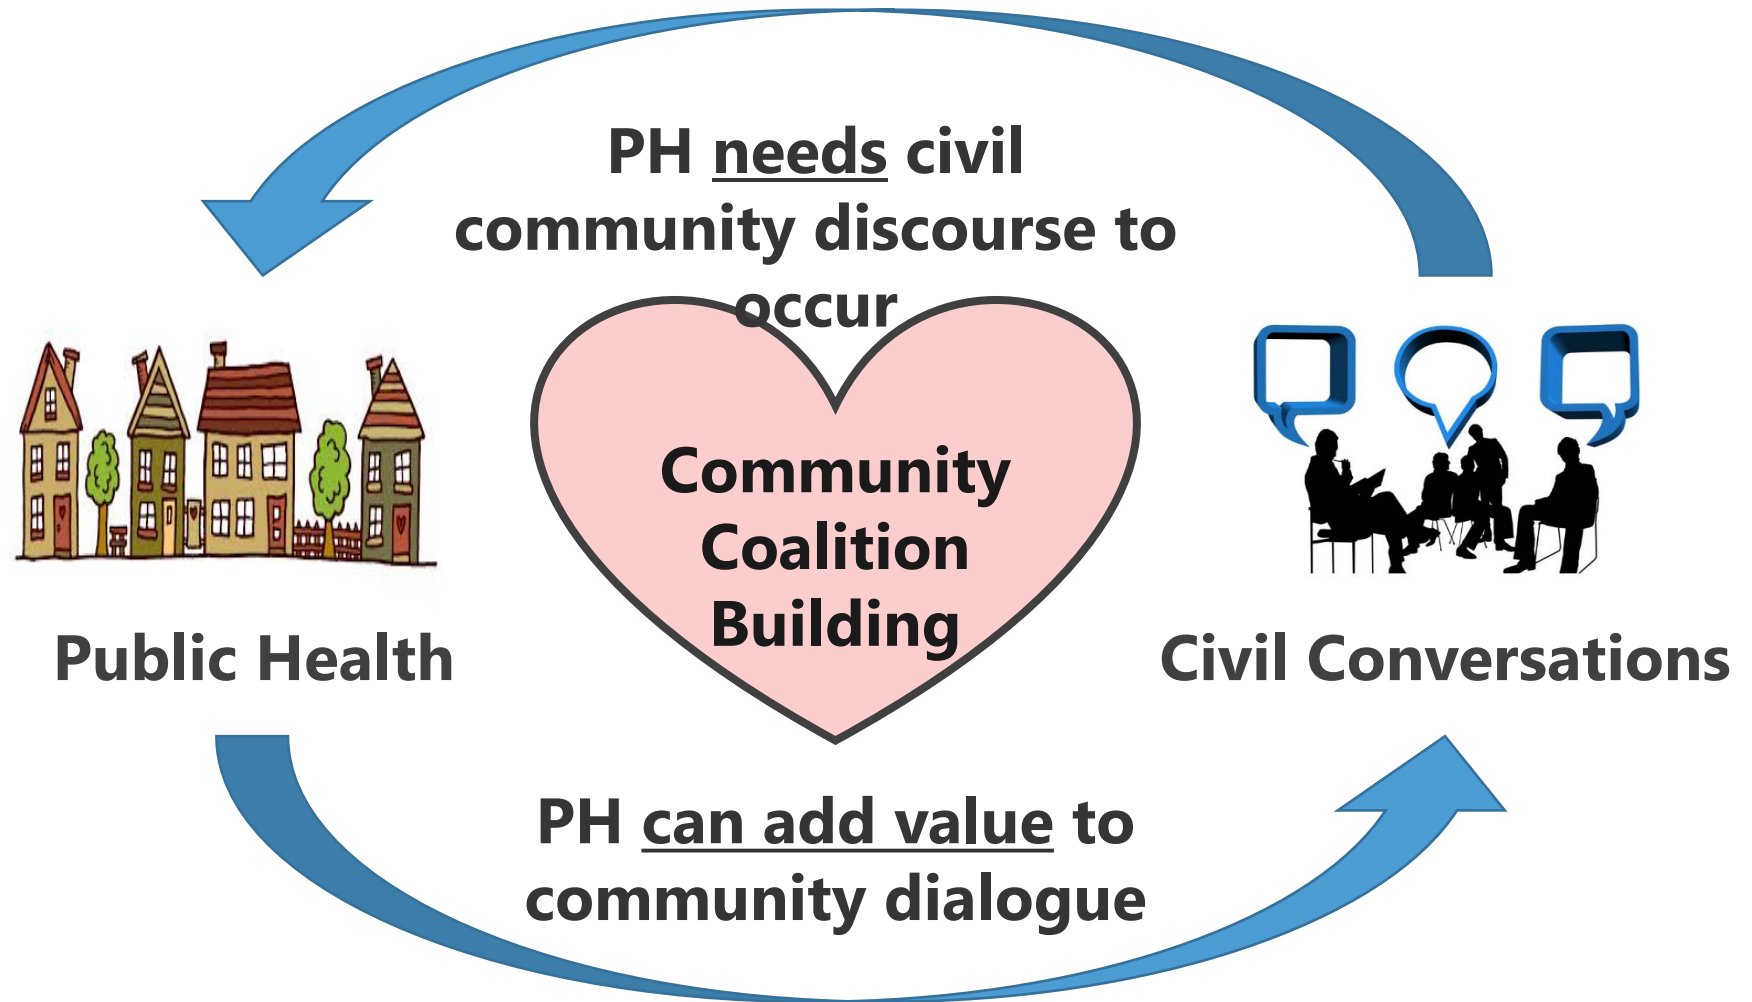 PH needs civil
community discourse to
occur
Community
Coalition
Building
Public Health
Civil Conversations
PH can add value to
community dialogue